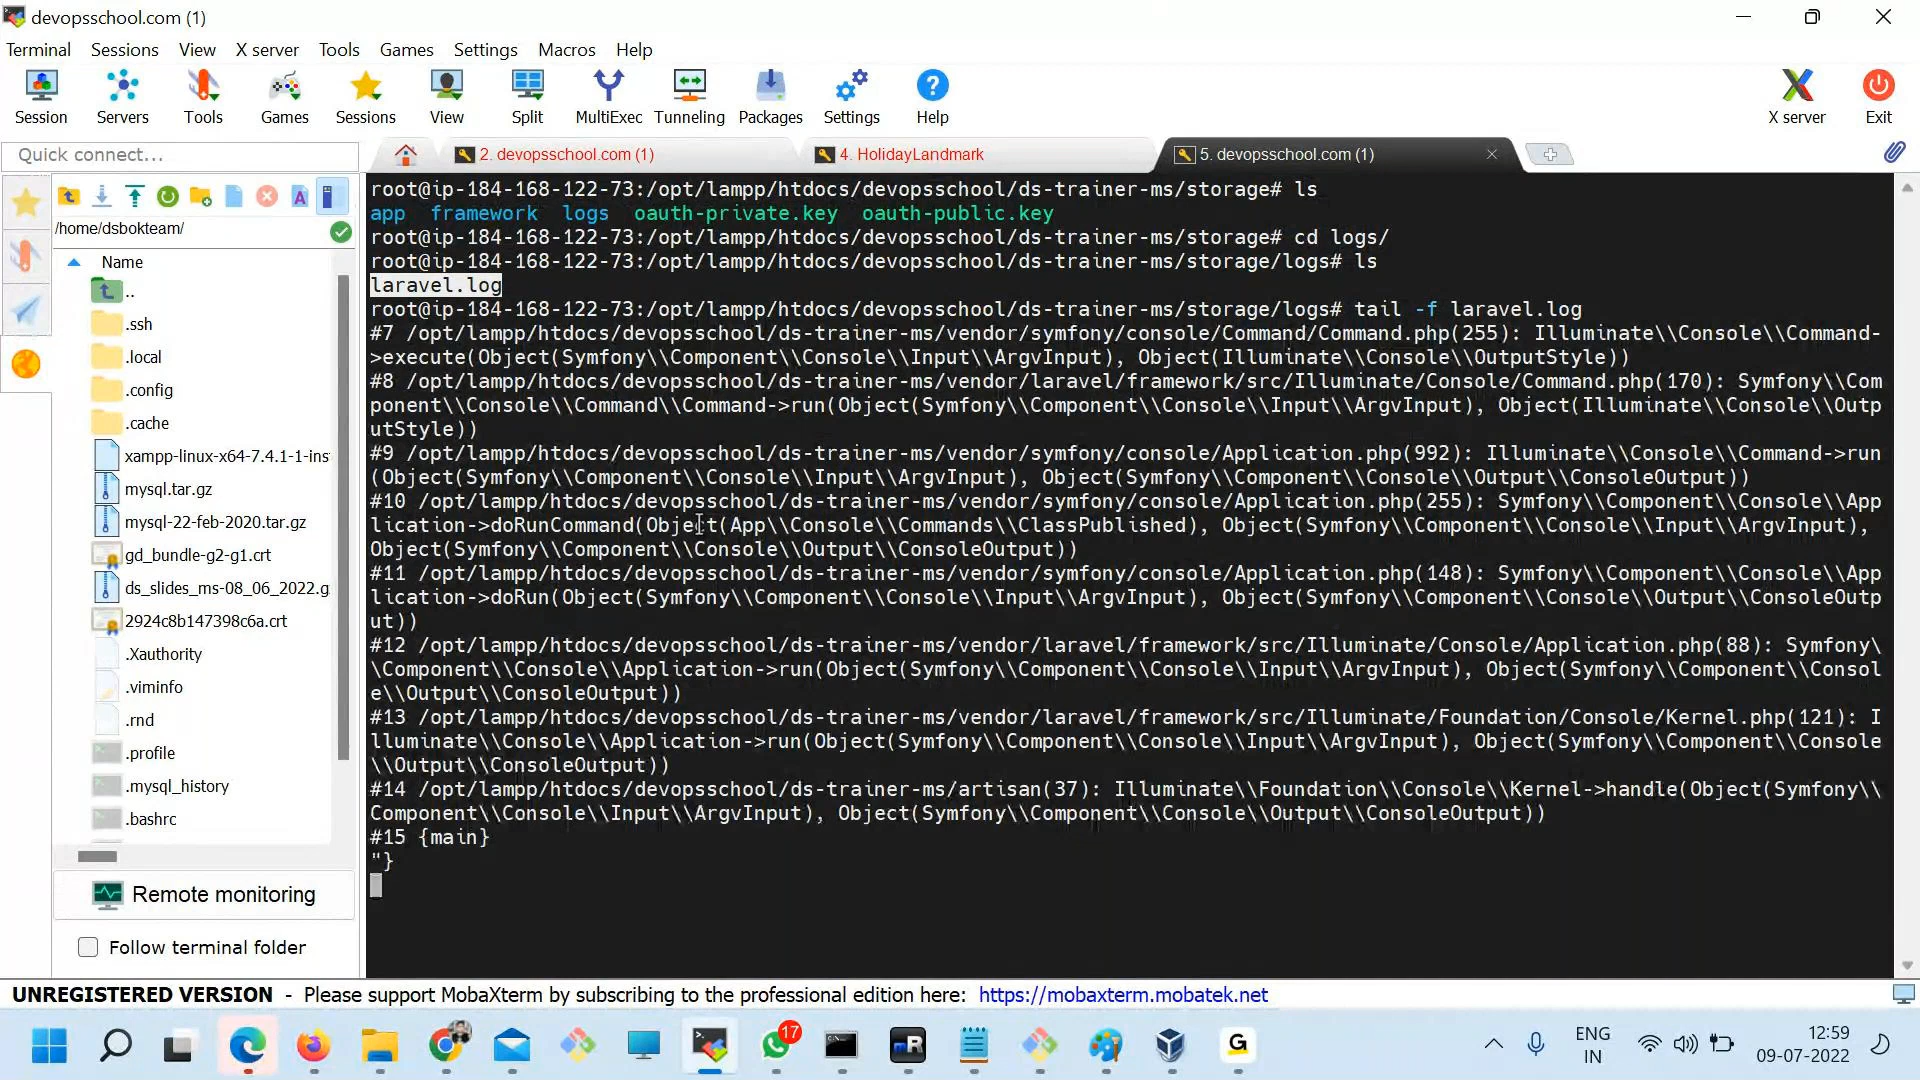 devopsschool.com (1)
Terminal Sessions View X server Tools Games Settings Macros Help
Session Servers Tools Games Sessions View Split MultiExec Tunneling Packages Settings Help X server Exit
Quick connect...
2. devopsschool.com (1) 4. HolidayLandmark 5. devopsschool.com (1)
/home/dsbokteam/
Name
..
.ssh
.local
.config
.cache
xampp-linux-x64-7.4.1-1-ins
mysql.tar.gz
mysql-22-feb-2020.tar.gz
gd_bundle-g2-g1.crt
ds_slides_ms-08_06_2022.g
2924c8b147398c6a.crt
.Xauthority
.viminfo
.rnd
.profile
.mysql_history
.bashrc
Remote monitoring
Follow terminal folder
root@ip-184-168-122-73:/opt/lampp/htdocs/devopsschool/ds-trainer-ms/storage# ls
app framework logs oauth-private.key oauth-public.key
root@ip-184-168-122-73:/opt/lampp/htdocs/devopsschool/ds-trainer-ms/storage# cd logs/
root@ip-184-168-122-73:/opt/lampp/htdocs/devopsschool/ds-trainer-ms/storage/logs# ls
laravel.log
root@ip-184-168-122-73:/opt/lampp/htdocs/devopsschool/ds-trainer-ms/storage/logs# tail -f laravel.log
#7 /opt/lampp/htdocs/devopsschool/ds-trainer-ms/vendor/symfony/console/Command/Command.php(255): Illuminate\\Console\\Command-
>execute(Object(Symfony\\Component\\Console\\Input\\ArgvInput), Object(Illuminate\\Console\\OutputStyle))
#8 /opt/lampp/htdocs/devopsschool/ds-trainer-ms/vendor/laravel/framework/src/Illuminate/Console/Command.php(170): Symfony\\Com
ponent\\Console\\Command\\Command->run(Object(Symfony\\Component\\Console\\Input\\ArgvInput), Object(Illuminate\\Console\\Outp
utStyle))
#9 /opt/lampp/htdocs/devopsschool/ds-trainer-ms/vendor/symfony/console/Application.php(992): Illuminate\\Console\\Command->run
(Object(Symfony\\Component\\Console\\Input\\ArgvInput), Object(Symfony\\Component\\Console\\Output\\ConsoleOutput))
#10 /opt/lampp/htdocs/devopsschool/ds-trainer-ms/vendor/symfony/console/Application.php(255): Symfony\\Component\\Console\\App
lication->doRunCommand(Object(App\\Console\\Commands\\ClassPublished), Object(Symfony\\Component\\Console\\Input\\ArgvInput),
Object(Symfony\\Component\\Console\\Output\\ConsoleOutput))
#11 /opt/lampp/htdocs/devopsschool/ds-trainer-ms/vendor/symfony/console/Application.php(148): Symfony\\Component\\Console\\App
lication->doRun(Object(Symfony\\Component\\Console\\Input\\ArgvInput), Object(Symfony\\Component\\Console\\Output\\ConsoleOutp
ut))
#12 /opt/lampp/htdocs/devopsschool/ds-trainer-ms/vendor/laravel/framework/src/Illuminate/Console/Application.php(88): Symfony\
\Component\\Console\\Application->run(Object(Symfony\\Component\\Console\\Input\\ArgvInput), Object(Symfony\\Component\\Consol
e\\Output\\ConsoleOutput))
#13 /opt/lampp/htdocs/devopsschool/ds-trainer-ms/vendor/laravel/framework/src/Illuminate/Foundation/Console/Kernel.php(121): I
lluminate\\Console\\Application->run(Object(Symfony\\Component\\Console\\Input\\ArgvInput), Object(Symfony\\Component\\Console
\\Output\\ConsoleOutput))
#14 /opt/lampp/htdocs/devopsschool/ds-trainer-ms/artisan(37): Illuminate\\Foundation\\Console\\Kernel->handle(Object(Symfony\\
Component\\Console\\Input\\ArgvInput), Object(Symfony\\Component\\Console\\Output\\ConsoleOutput))
#15 {main}
"}
UNREGISTERED VERSION - Please support MobaXterm by subscribing to the professional edition here: https://mobaxterm.mobatek.net
17
ENG
IN
12:59
09-07-2022